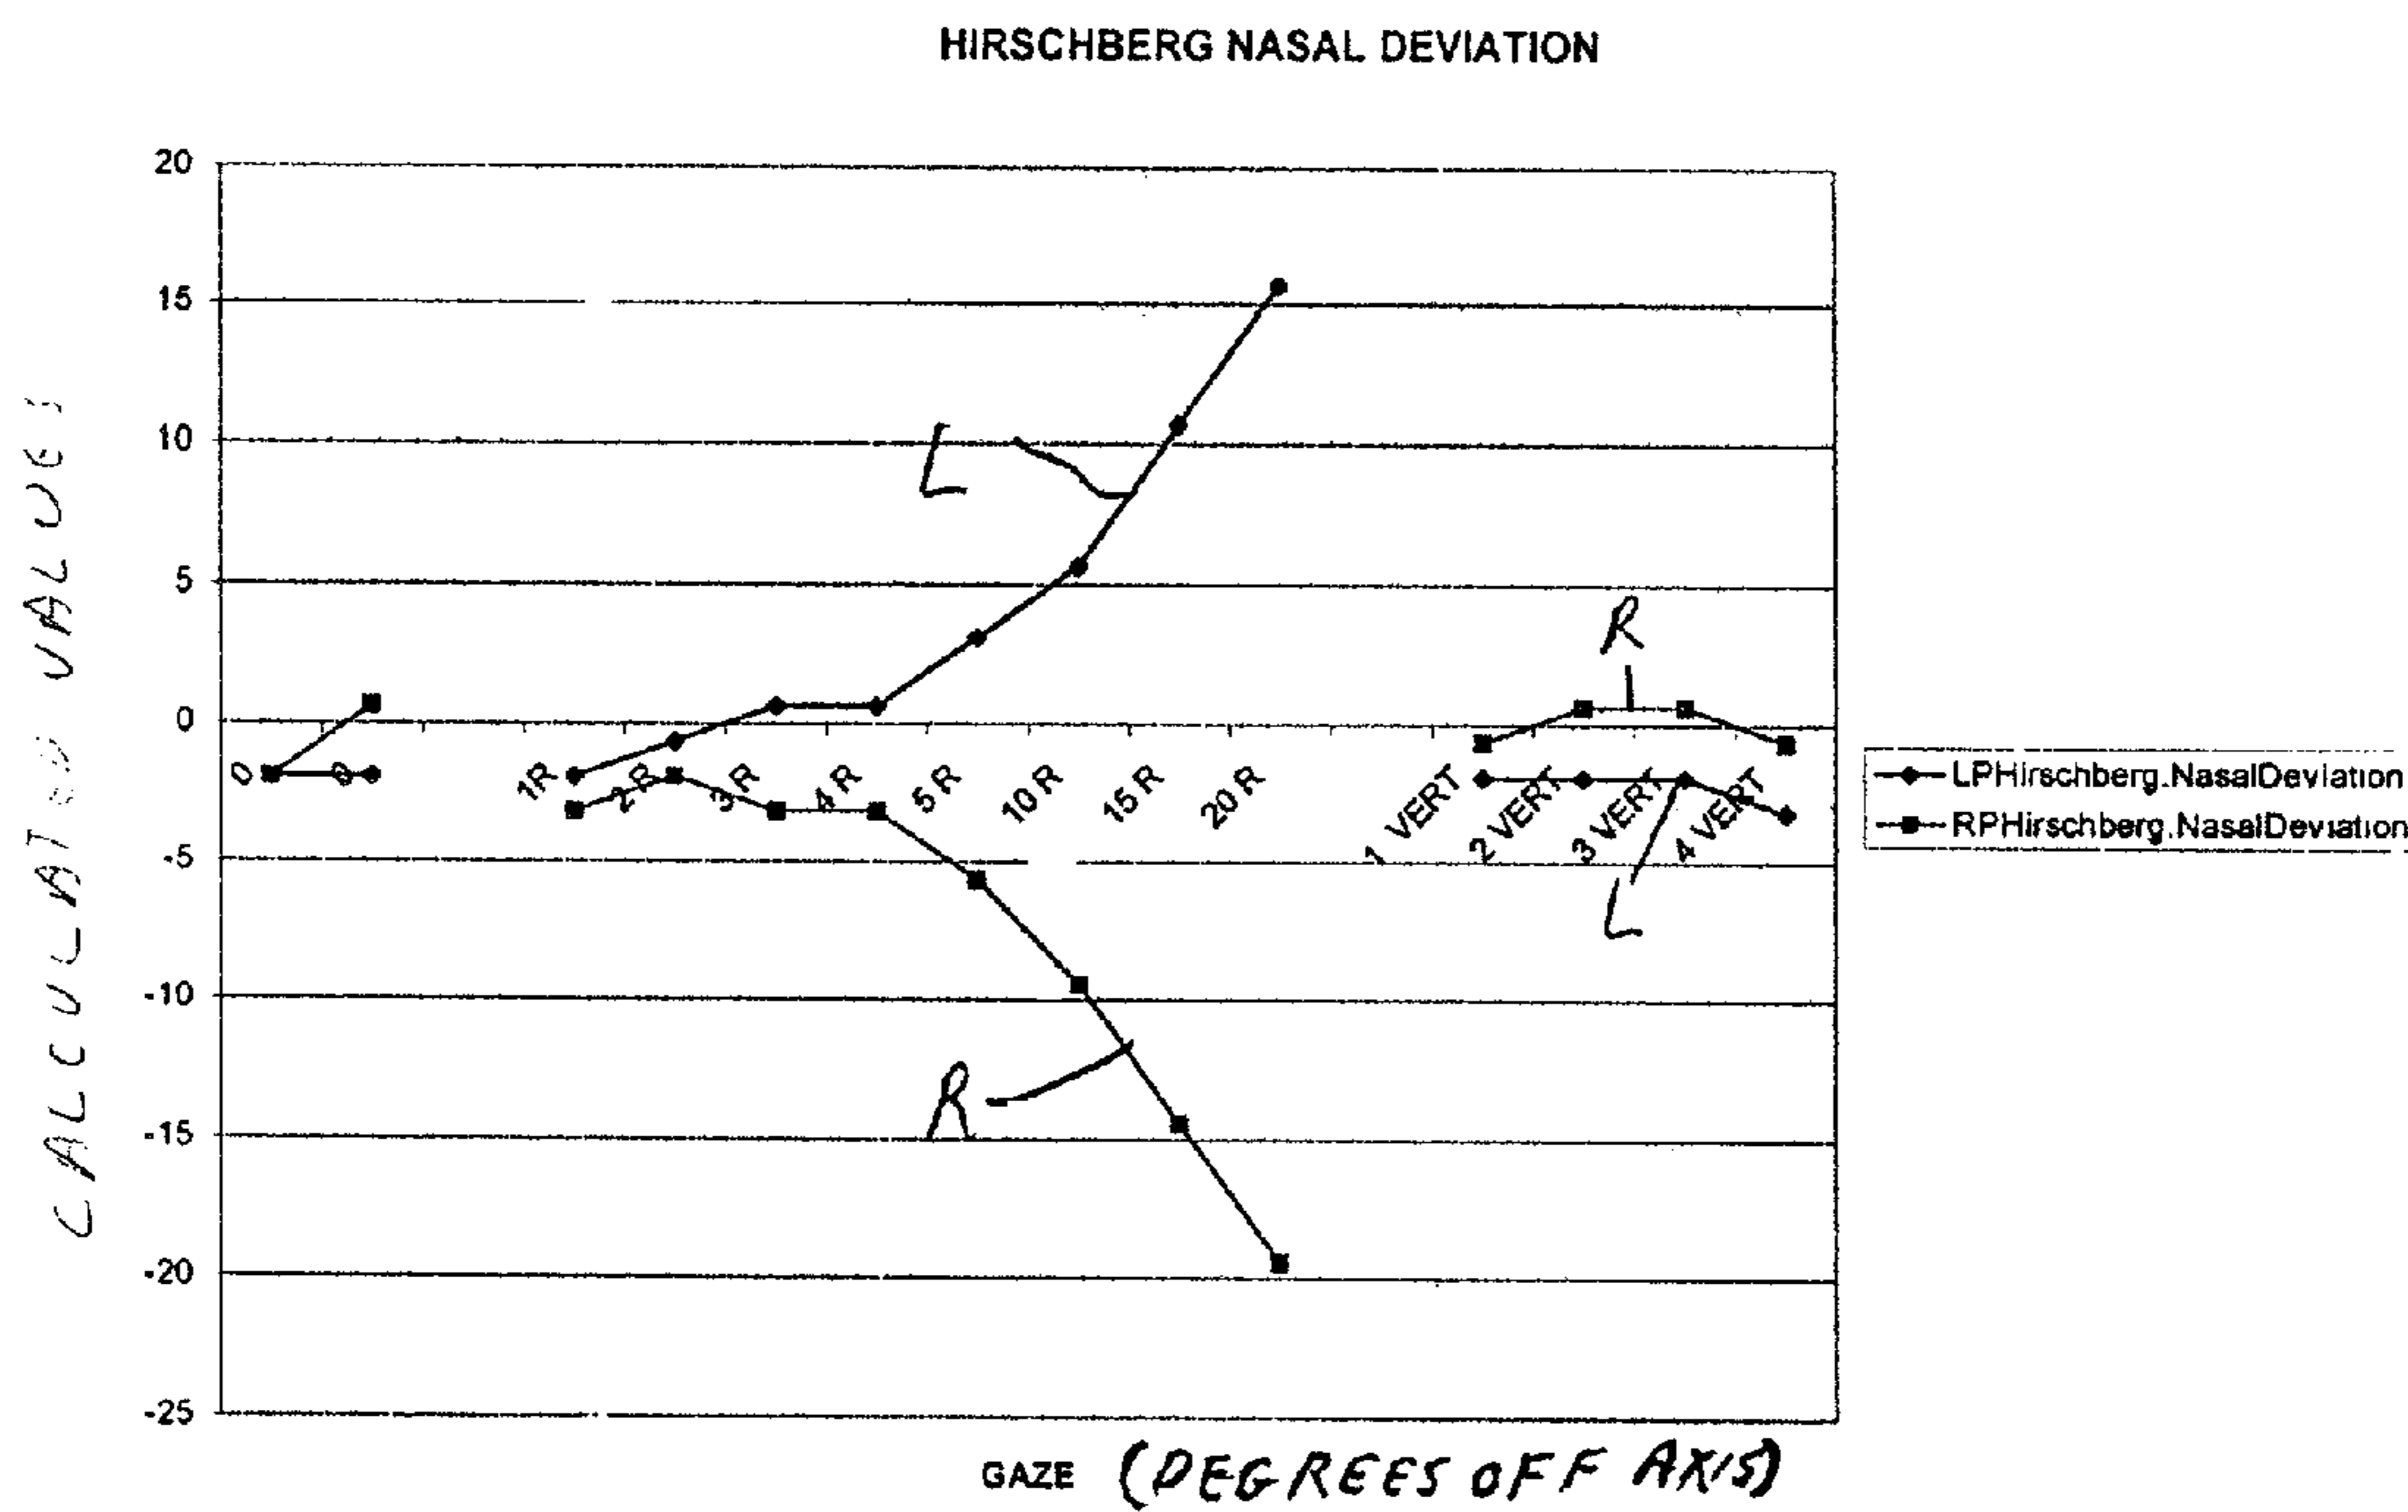 HIRSCHBERG NASAL DEVIATION
CALCULATED VALUES
20
15
10
5
0
-5
-10
-15
-20
-25
L
R
R
L
0
0
1R
2R
3R
4R
5R
10R
15R
20R
1 VERT
2 VERT
3 VERT
4 VERT
LPHirschberg.NasalDeviation
RPHirschberg.NasalDeviation
GAZE (DEGREES OFF AXIS)